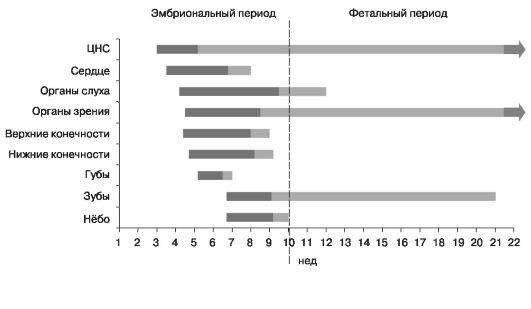 Эмбриональный период Фетальный период
ЦНС
Сердце
Органы слуха
Органы зрения
Верхние конечности
Нижние конечности
Губы
Зубы
Нёбо
1 2 3 4 5 6 7 8 9 10 11 12 13 14 15 16 17 18 19 20 21 22
нед